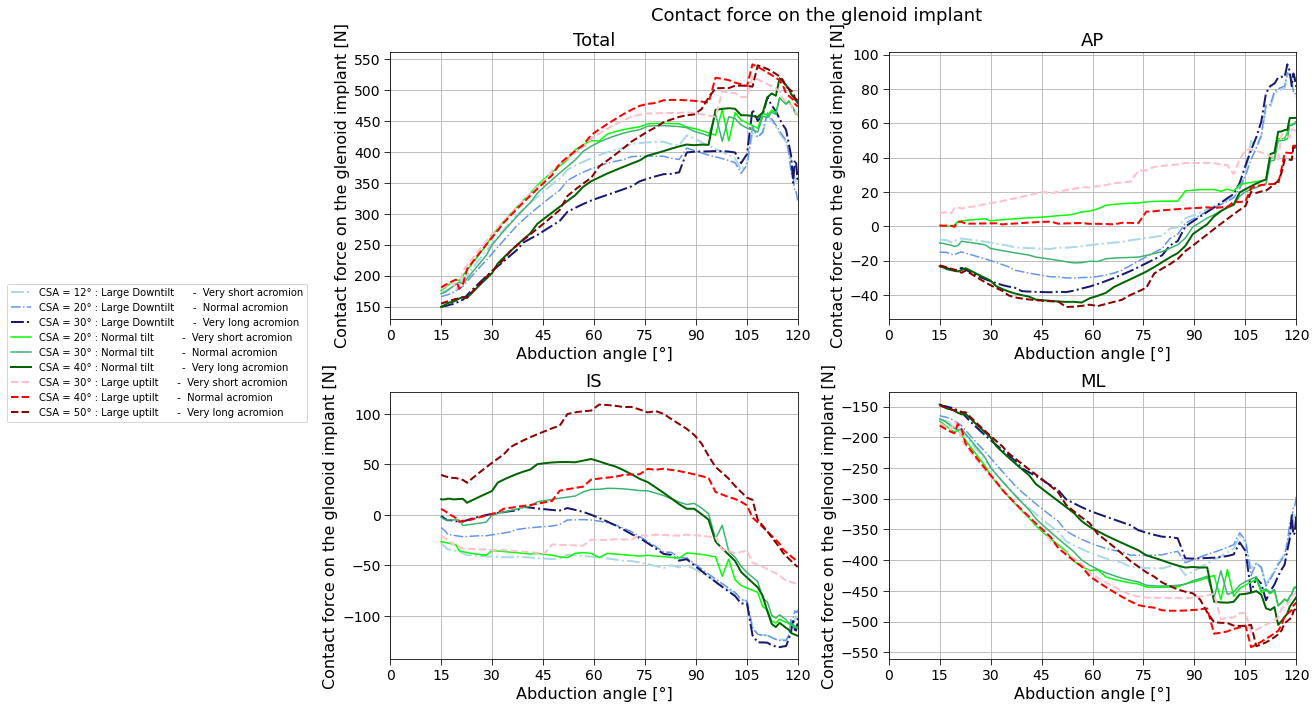 Contact force on the glenoid implant
Total
Contact force on the glenoid implant [N]
550
500
450
400
350
300
250
200
150
0 15 30 45 60 75 90 105 120
Abduction angle [°]
AP
Contact force on the glenoid implant [N]
100
80
60
40
20
0
−20
−40
0 15 30 45 60 75 90 105 120
Abduction angle [°]
CSA = 12° : Large Downtilt - Very short acromion
CSA = 20° : Large Downtilt - Normal acromion
CSA = 30° : Large Downtilt - Very long acromion
CSA = 20° : Normal tilt - Very short acromion
CSA = 30° : Normal tilt - Normal acromion
CSA = 40° : Normal tilt - Very long acromion
CSA = 30° : Large uptilt - Very short acromion
CSA = 40° : Large uptilt - Normal acromion
CSA = 50° : Large uptilt - Very long acromion
IS
Contact force on the glenoid implant [N]
100
50
0
−50
−100
0 15 30 45 60 75 90 105 120
Abduction angle [°]
ML
Contact force on the glenoid implant [N]
−150
−200
−250
−300
−350
−400
−450
−500
−550
0 15 30 45 60 75 90 105 120
Abduction angle [°]